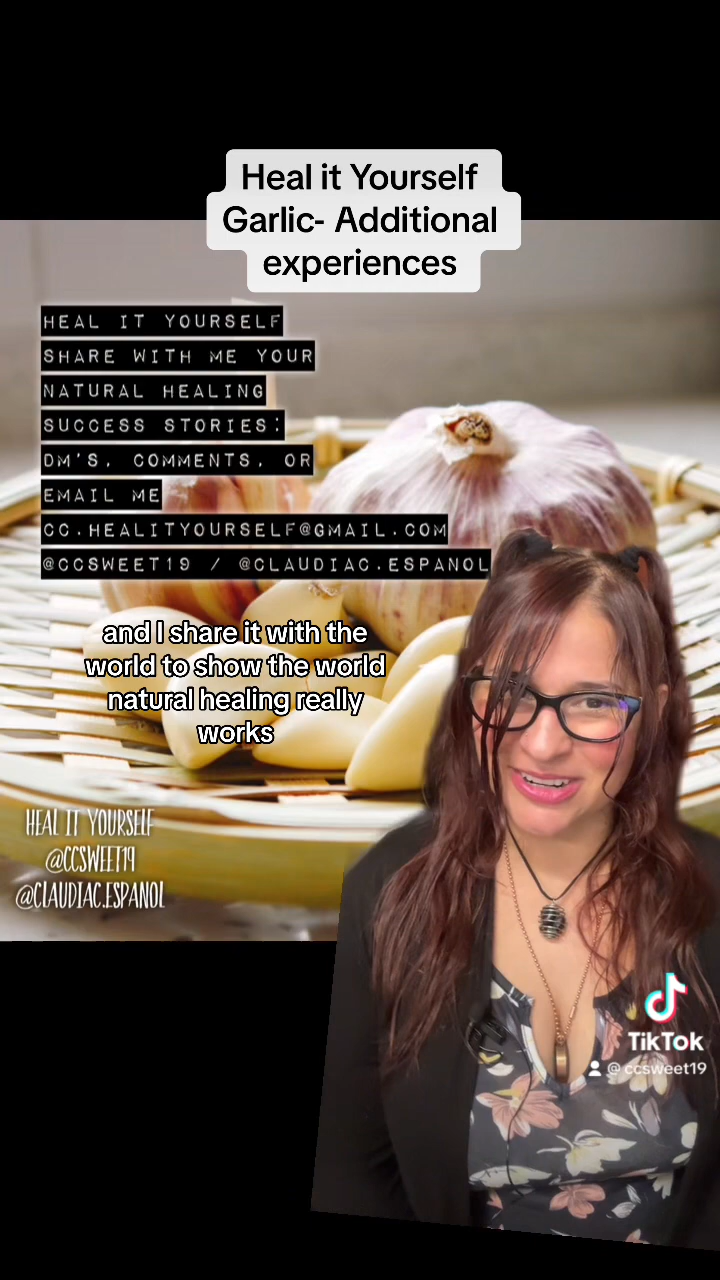 Heal it Yourself
Garlic- Additional
experiences
HEAL IT YOURSELF
SHARE WITH ME YOUR
NATURAL HEALING
SUCCESS STORIES:
DM'S, COMMENTS, OR
EMAIL ME
CC.HEALITYOURSELF@GMAIL.COM
@CCSWEET19 / @CLAUDIAC.ESPANOL
and I share it with the
world to show the world
natural healing really
works
HEAL IT YOURSELF
@CCSWEET19
@CLAUDIAC.ESPANOL
TikTok
@ccsweet19